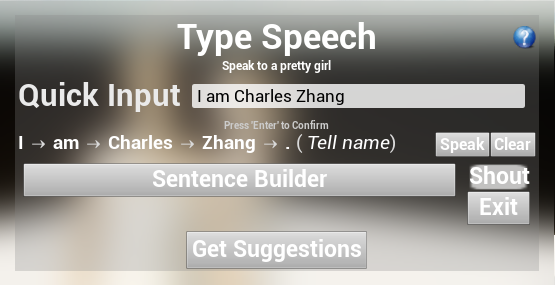 Type Speech
?
Speak to a pretty girl
Quick Input I am Charles Zhang
Press 'Enter' to Confirm
I → am → Charles → Zhang → . ( Tell name) Speak Clear
Sentence Builder Shout
Exit
Get Suggestions